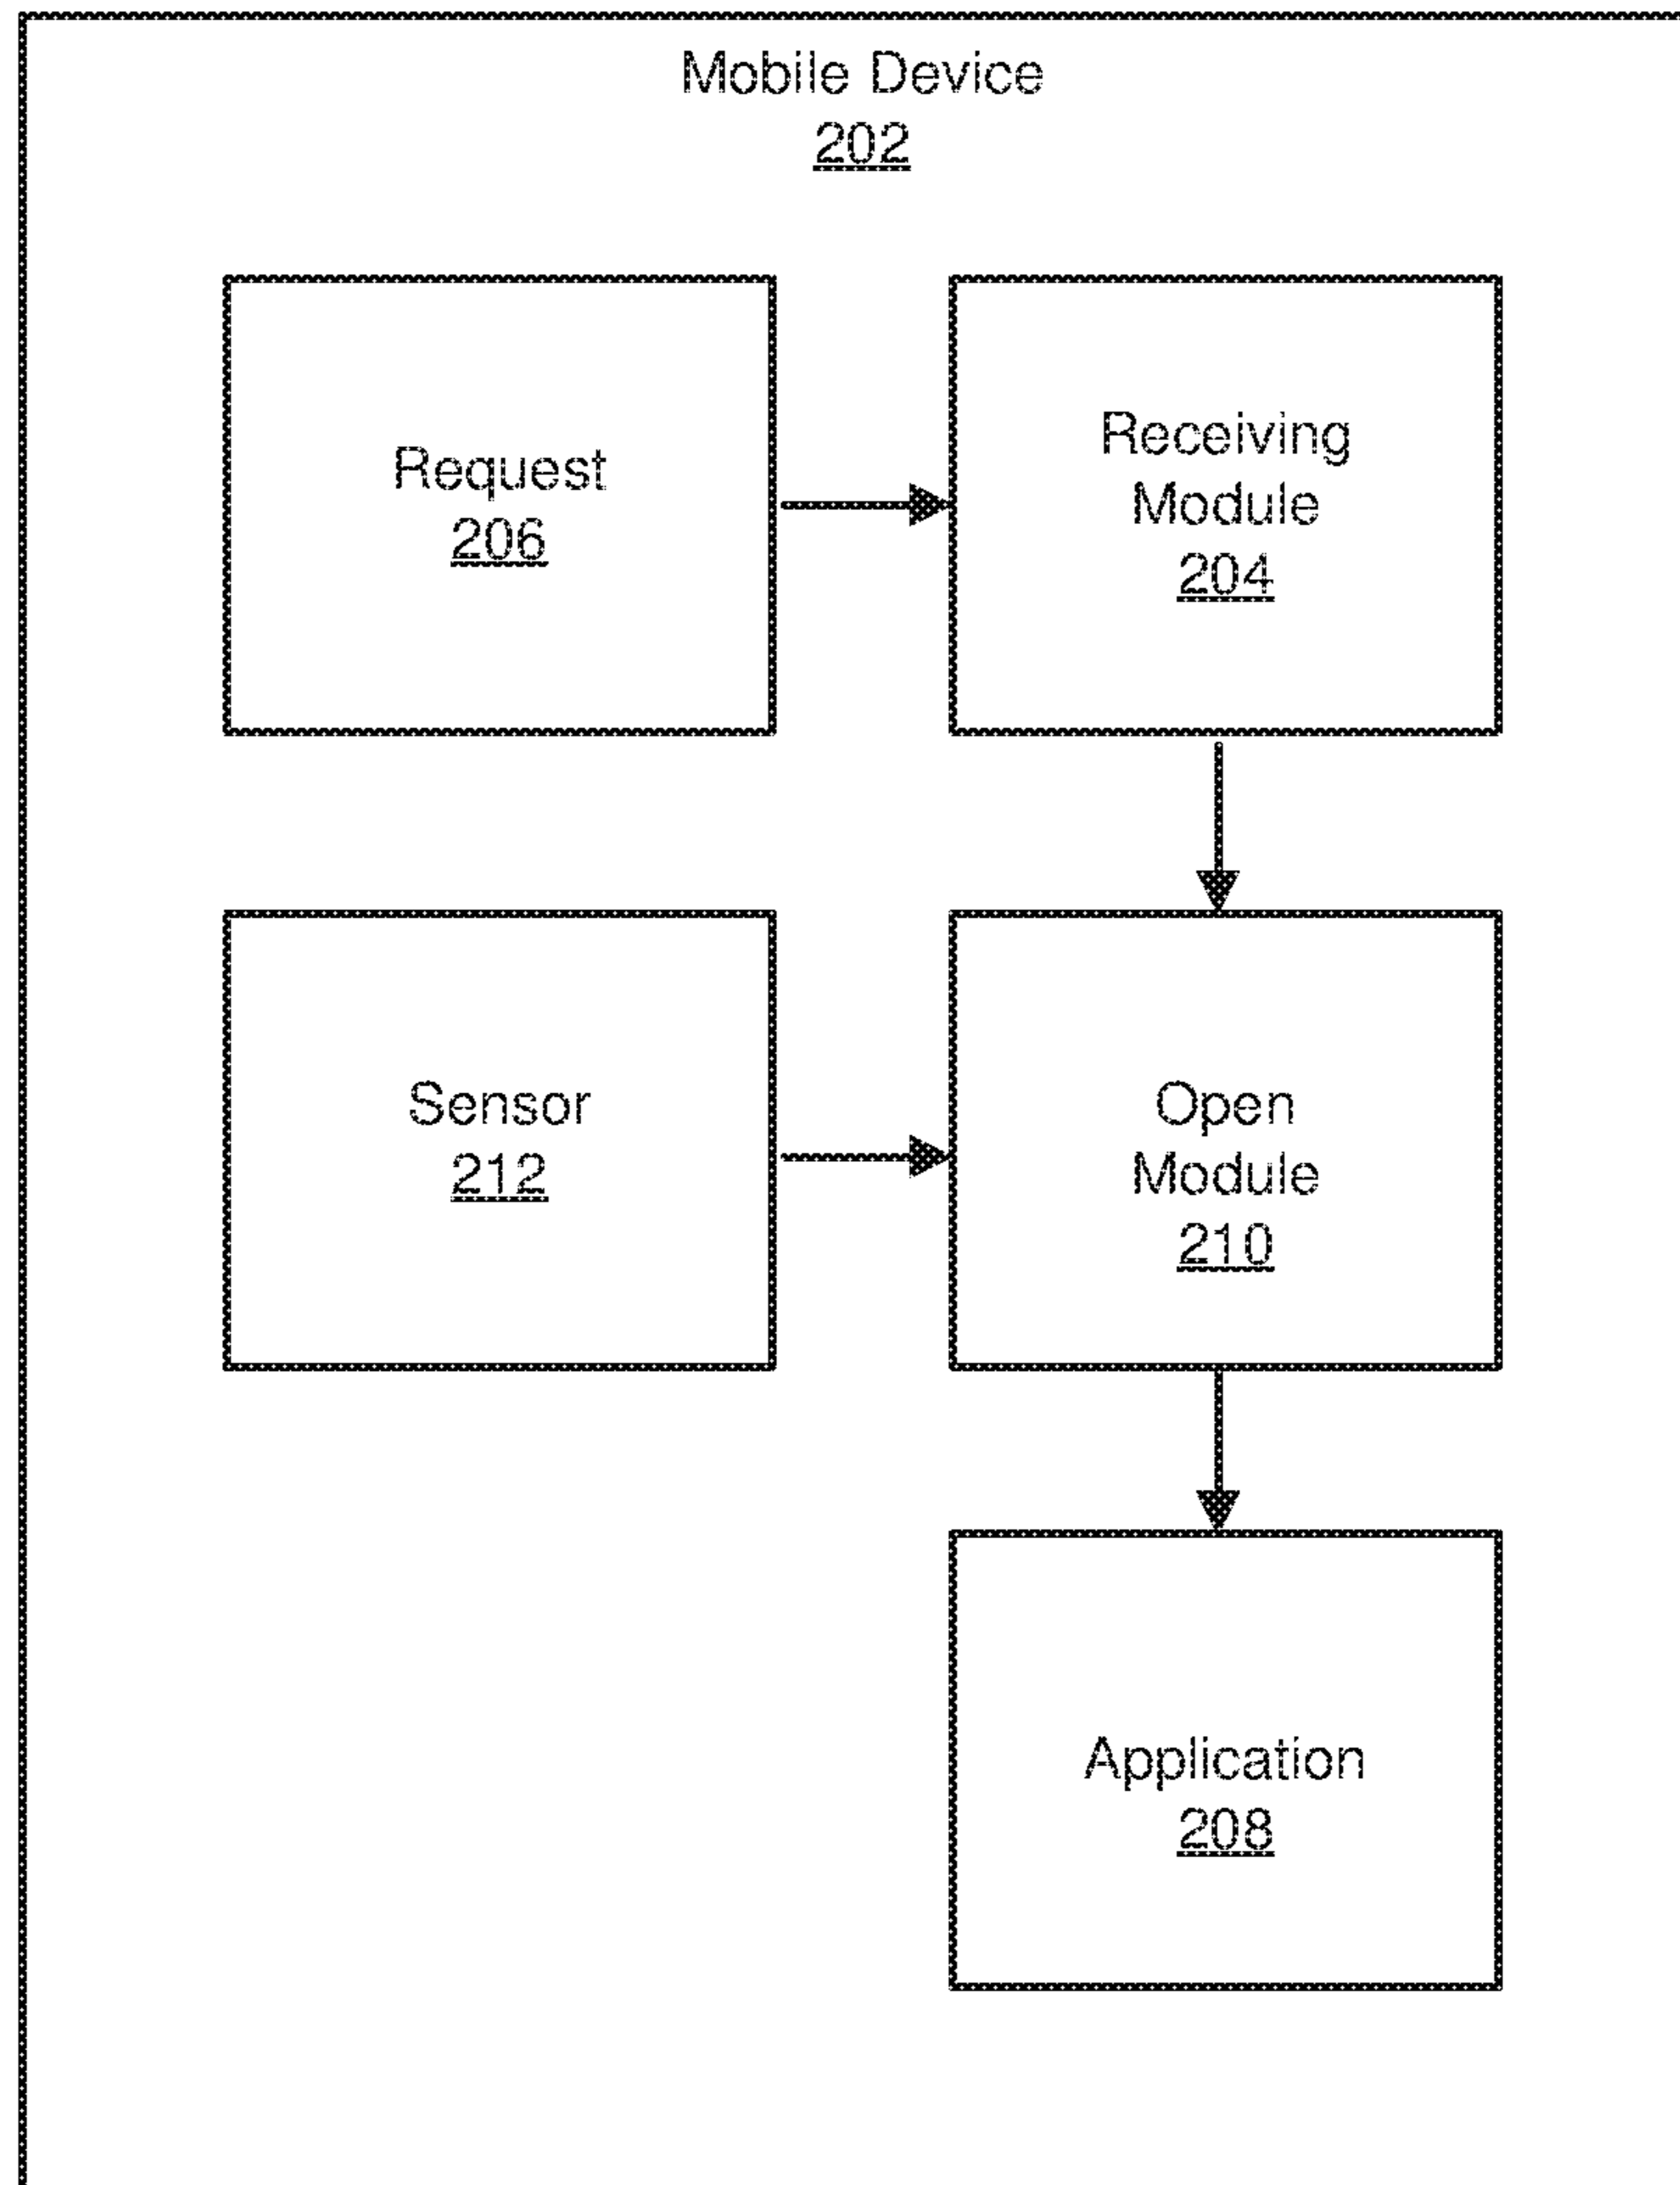 Mobile Device
202
Request
206
Receiving
Module
204
Sensor
212
Open
Module
210
Application
208